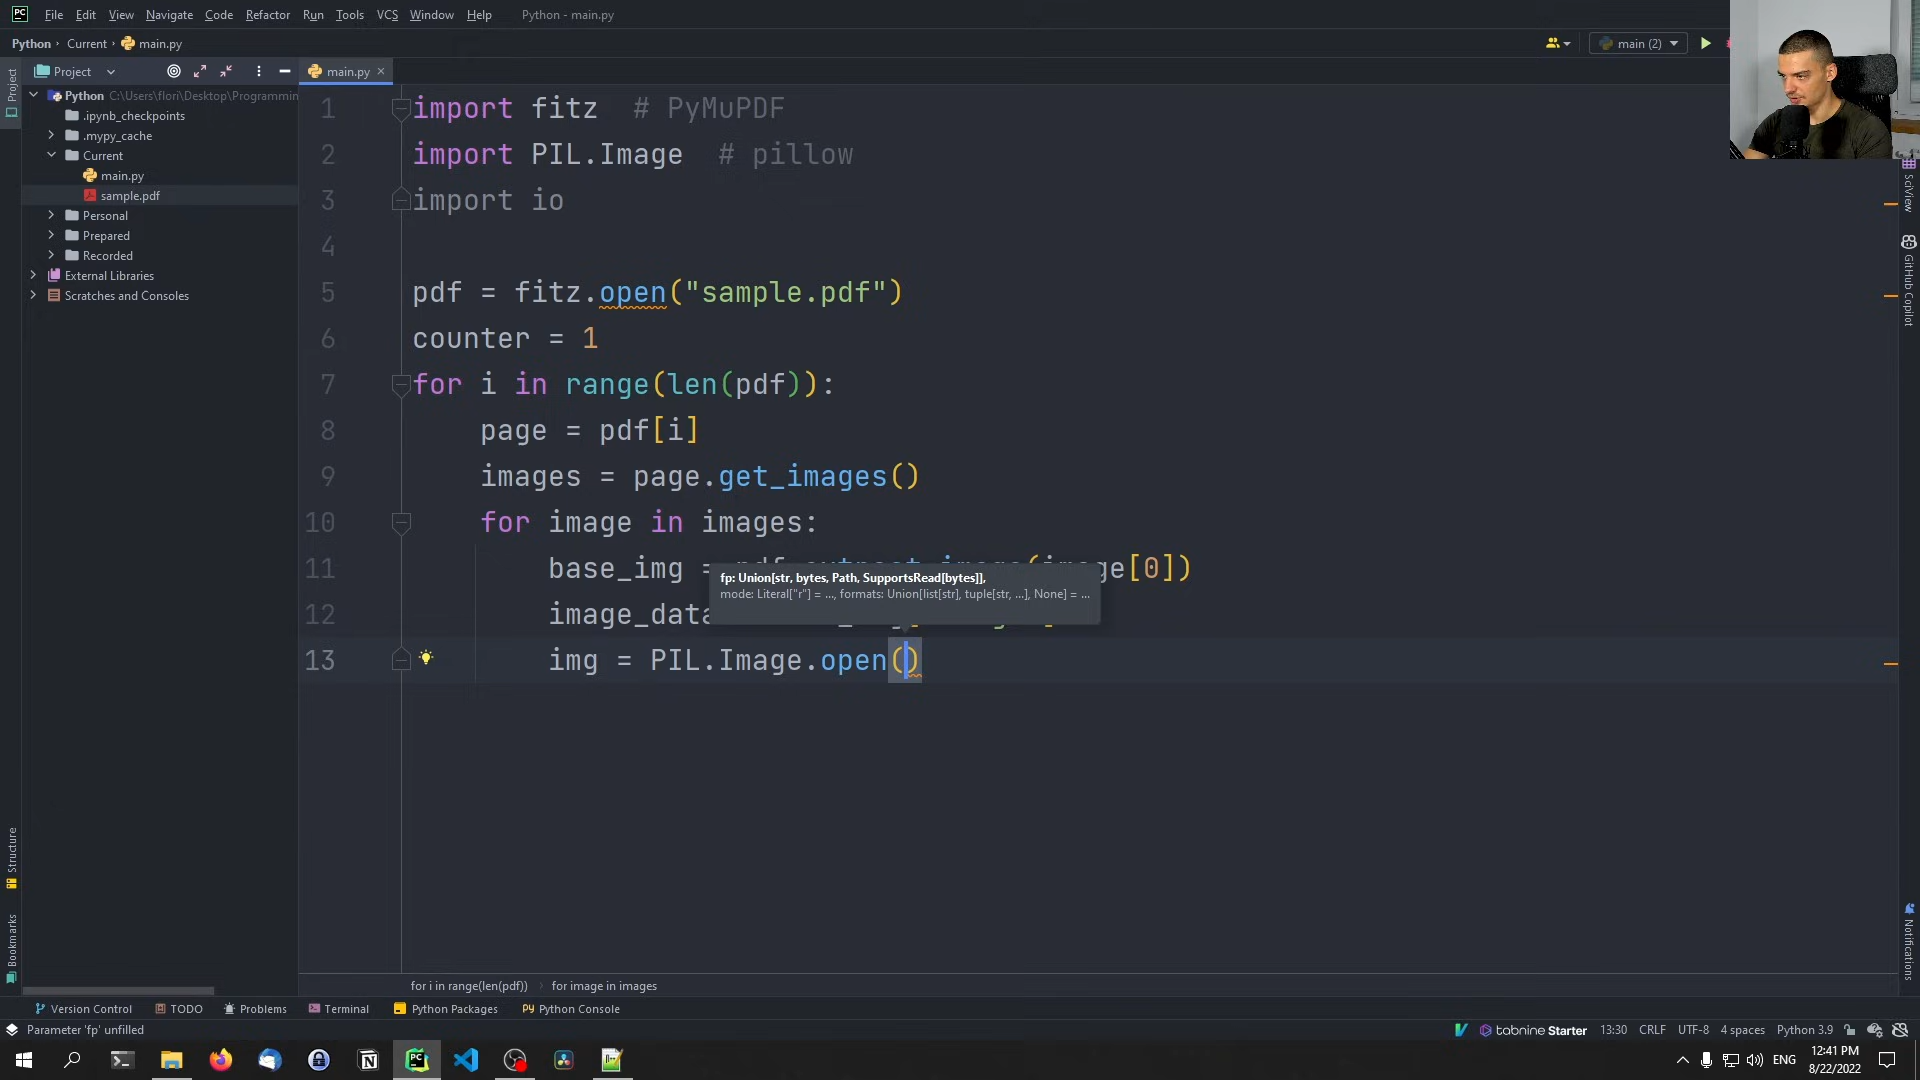 File Edit View Navigate Code Refactor Run Tools VCS Window Help Python - main.py
Python Current main.py
main (2)
Project
main.py
Project
Python C:\Users\flori\Desktop\Programmin
.ipynb_checkpoints
.mypy_cache
Current
main.py
sample.pdf
Personal
Prepared
Recorded
External Libraries
Scratches and Consoles
1 import fitz # PyMuPDF
2 import PIL.Image # pillow
3 import io
4
5 pdf = fitz.open("sample.pdf")
6 counter = 1
7 for i in range(len(pdf)):
8 page = pdf[i]
9 images = page.get_images()
10 for image in images:
11 base_img = pdf.extract_image(image[0])
fp: Union[str, bytes, Path, SupportsRead[bytes]],
mode: Literal["r"] = ..., formats: Union[list[str], tuple[str, ...], None] = ...
12 image_data
13 img = PIL.Image.open()
SciView
GitHub Copilot
Notifications
Structure
Bookmarks
for i in range(len(pdf)) › for image in images
Version Control TODO Problems Terminal Python Packages Python Console
Parameter 'fp' unfilled
tabnine Starter 13:30 CRLF UTF-8 4 spaces Python 3.9
ENG
12:41 PM
8/22/2022